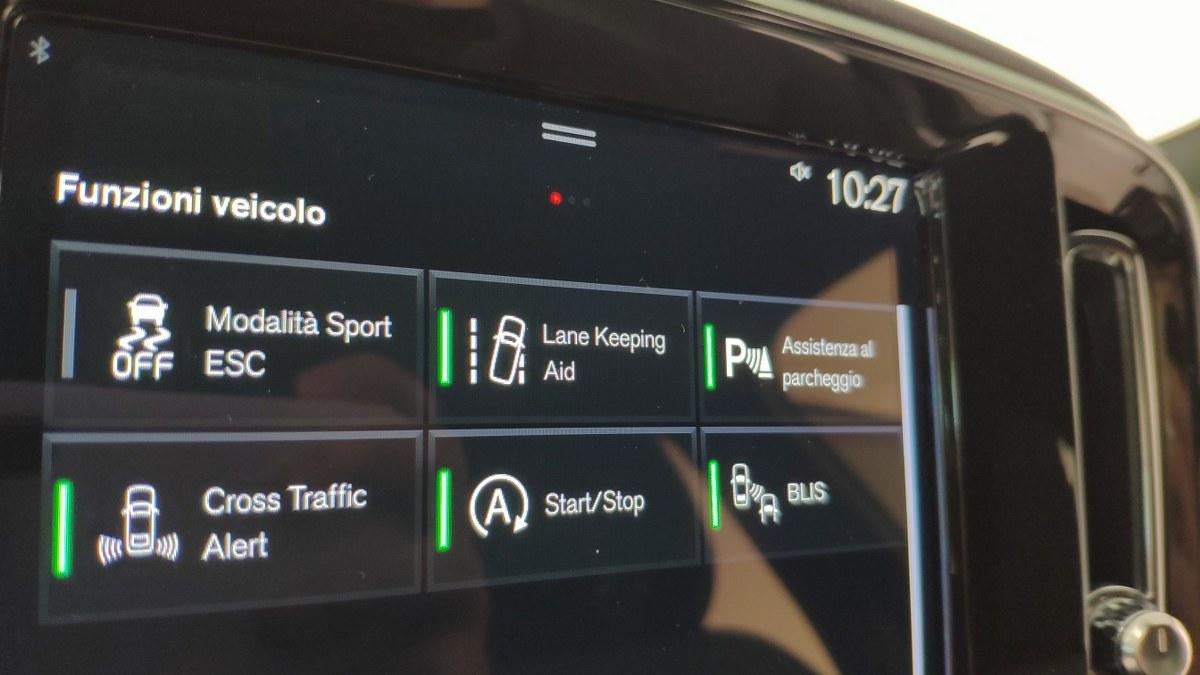 10:27
Funzioni veicolo
OFF
Modalità Sport
ESC
Lane Keeping
Aid
P
Assistenza al
parcheggio
Cross Traffic
Alert
A
Start/Stop
BLIS